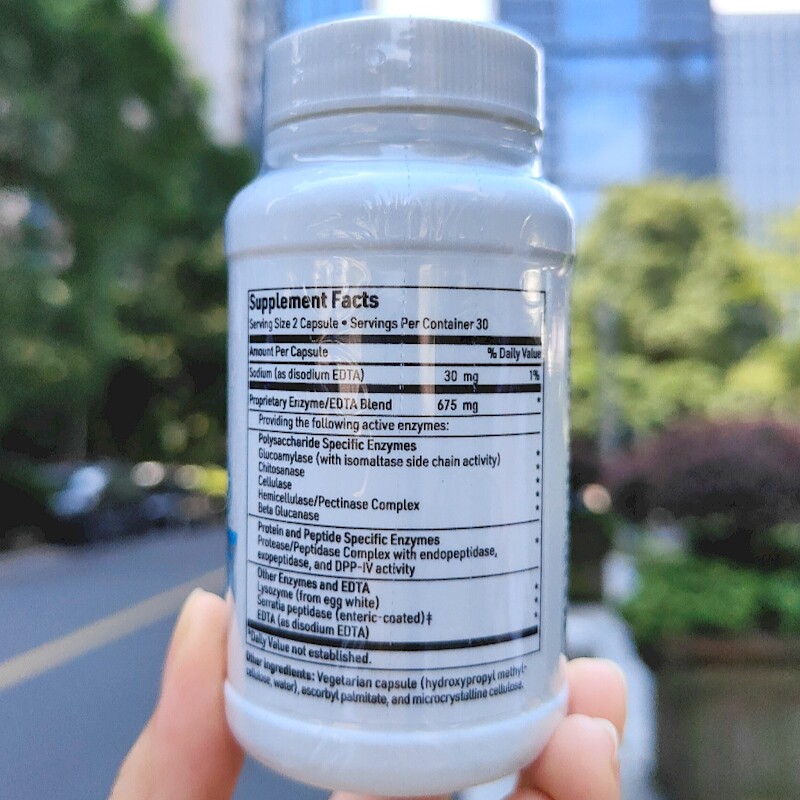 Supplement Facts
Serving Size 2 Capsule • Servings Per Container 30
Amount Per Capsule % Daily Value
Sodium (as disodium EDTA) 30 mg 1%
Proprietary Enzyme/EDTA Blend 675 mg *
Providing the following active enzymes:
Polysaccharide Specific Enzymes
Glucoamylase (with isomaltase side chain activity) *
Chitosanase *
Cellulase *
Hemicellulase/Pectinase Complex *
Beta Glucanase *
Protein and Peptide Specific Enzymes
Protease/Peptidase Complex with endopeptidase, *
exopeptidase, and DPP-IV activity
Other Enzymes and EDTA
Lysozyme (from egg white) *
Serratia peptidase (enteric-coated)‡ *
EDTA (as disodium EDTA) *
*Daily Value not established.
Other ingredients: Vegetarian capsule (hydroxypropyl methyl-
cellulose, water), ascorbyl palmitate, and microcrystalline cellulose.